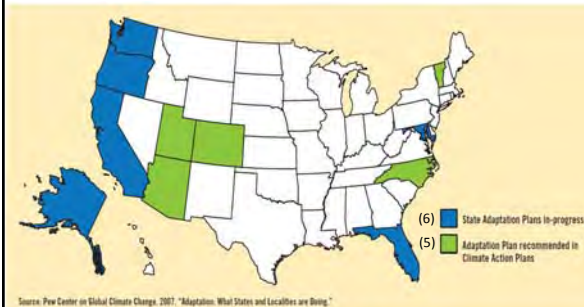 (6) State Adaptation Plans in-progress
(5) Adaptation Plan recommended in
Climate Action Plans
Source: Pew Center on Global Climate Change, 2007. "Adaptation: What States and Localities are Doing."